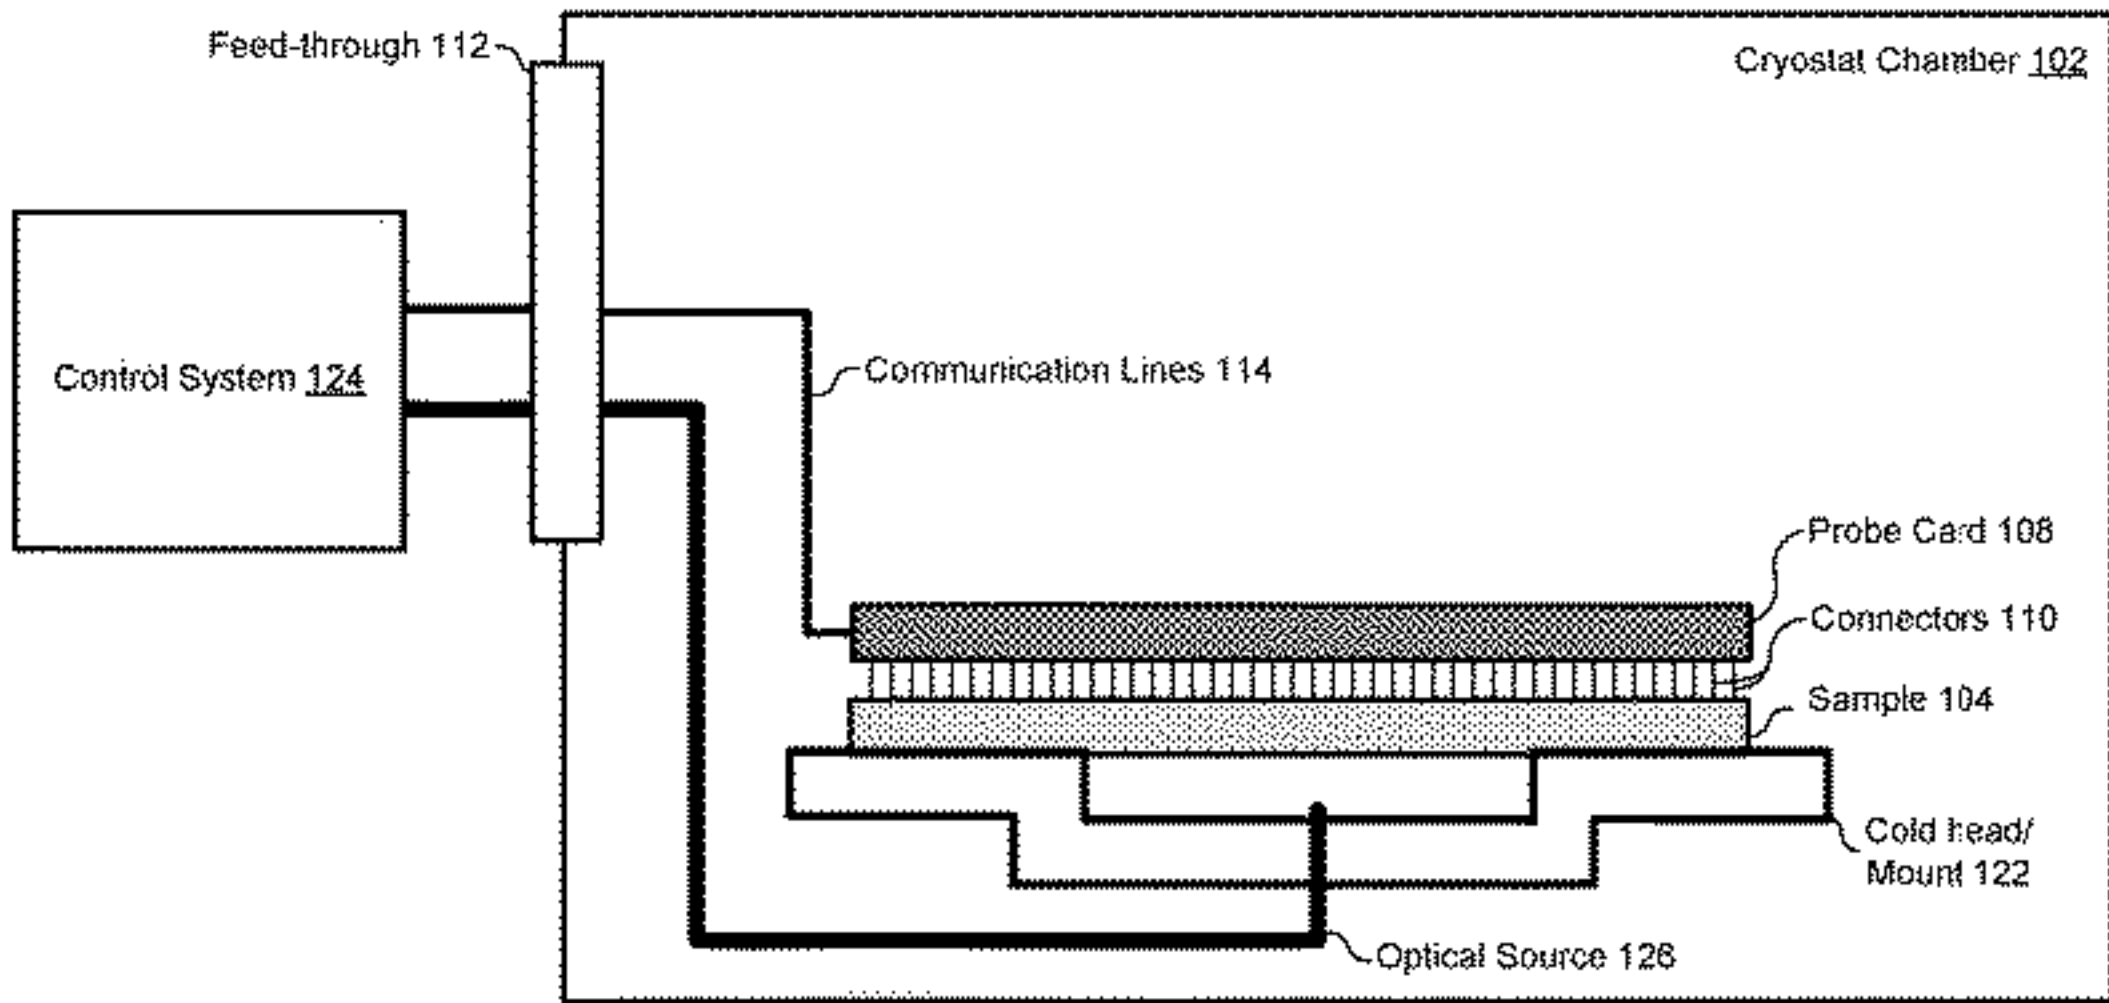 Feed-through 112
Cryostat Chamber 102
Control System 124
Communication Lines 114
Probe Card 108
Connectors 110
Sample 104
Cold head/
Mount 122
Optical Source 126